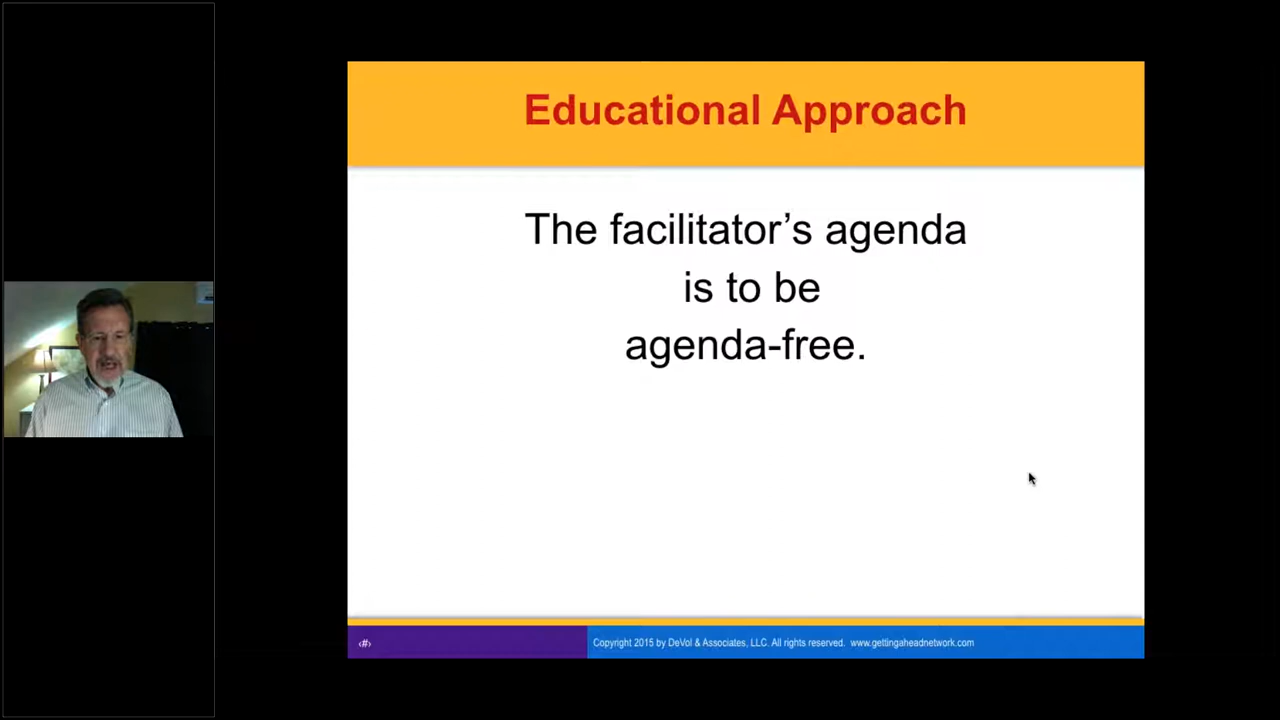 Educational Approach
The facilitator’s agenda
is to be
agenda-free.
‹#›
Copyright 2015 by DeVol & Associates, LLC. All rights reserved. www.gettingaheadnetwork.com